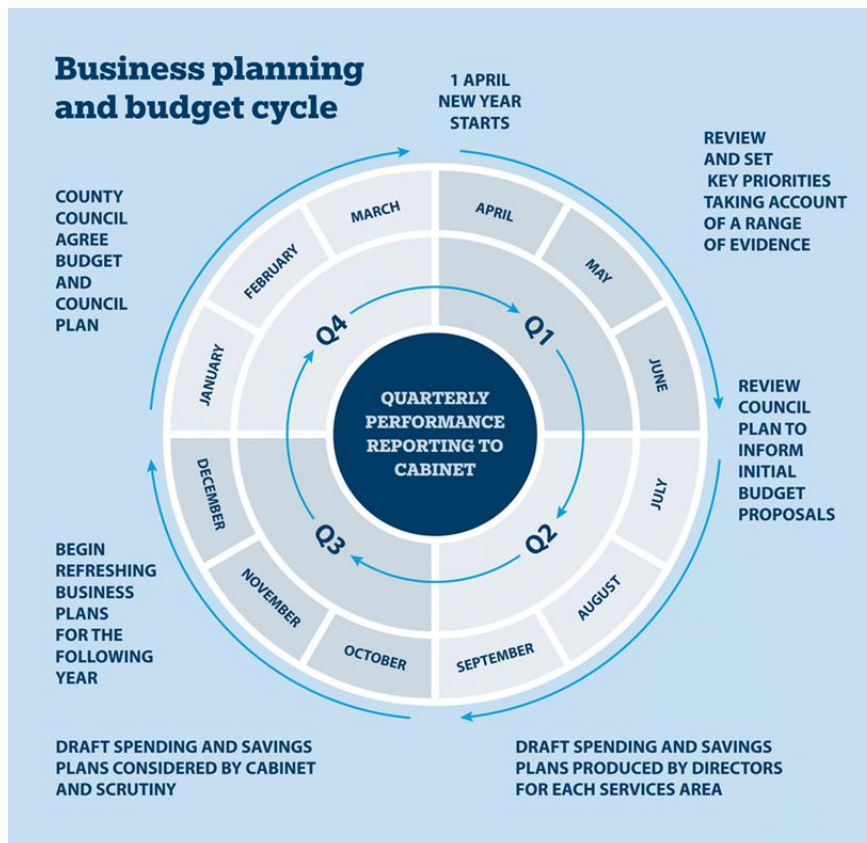 Business planning
and budget cycle
1 APRIL
NEW YEAR
STARTS
REVIEW
AND SET
KEY PRIORITIES
TAKING ACCOUNT
OF A RANGE
OF EVIDENCE
REVIEW
COUNCIL
PLAN TO
INFORM
INITIAL
BUDGET
PROPOSALS
DRAFT SPENDING AND SAVINGS
PLANS PRODUCED BY DIRECTORS
FOR EACH SERVICES AREA
DRAFT SPENDING AND SAVINGS
PLANS CONSIDERED BY CABINET
AND SCRUTINY
BEGIN
REFRESHING
BUSINESS
PLANS
FOR THE
FOLLOWING
YEAR
COUNTY
COUNCIL
AGREE
BUDGET
AND
COUNCIL
PLAN
APRIL
MAY
JUNE
JULY
AUGUST
SEPTEMBER
OCTOBER
NOVEMBER
DECEMBER
JANUARY
FEBRUARY
MARCH
Q1
Q2
Q3
Q4
QUARTERLY
PERFORMANCE
REPORTING TO
CABINET